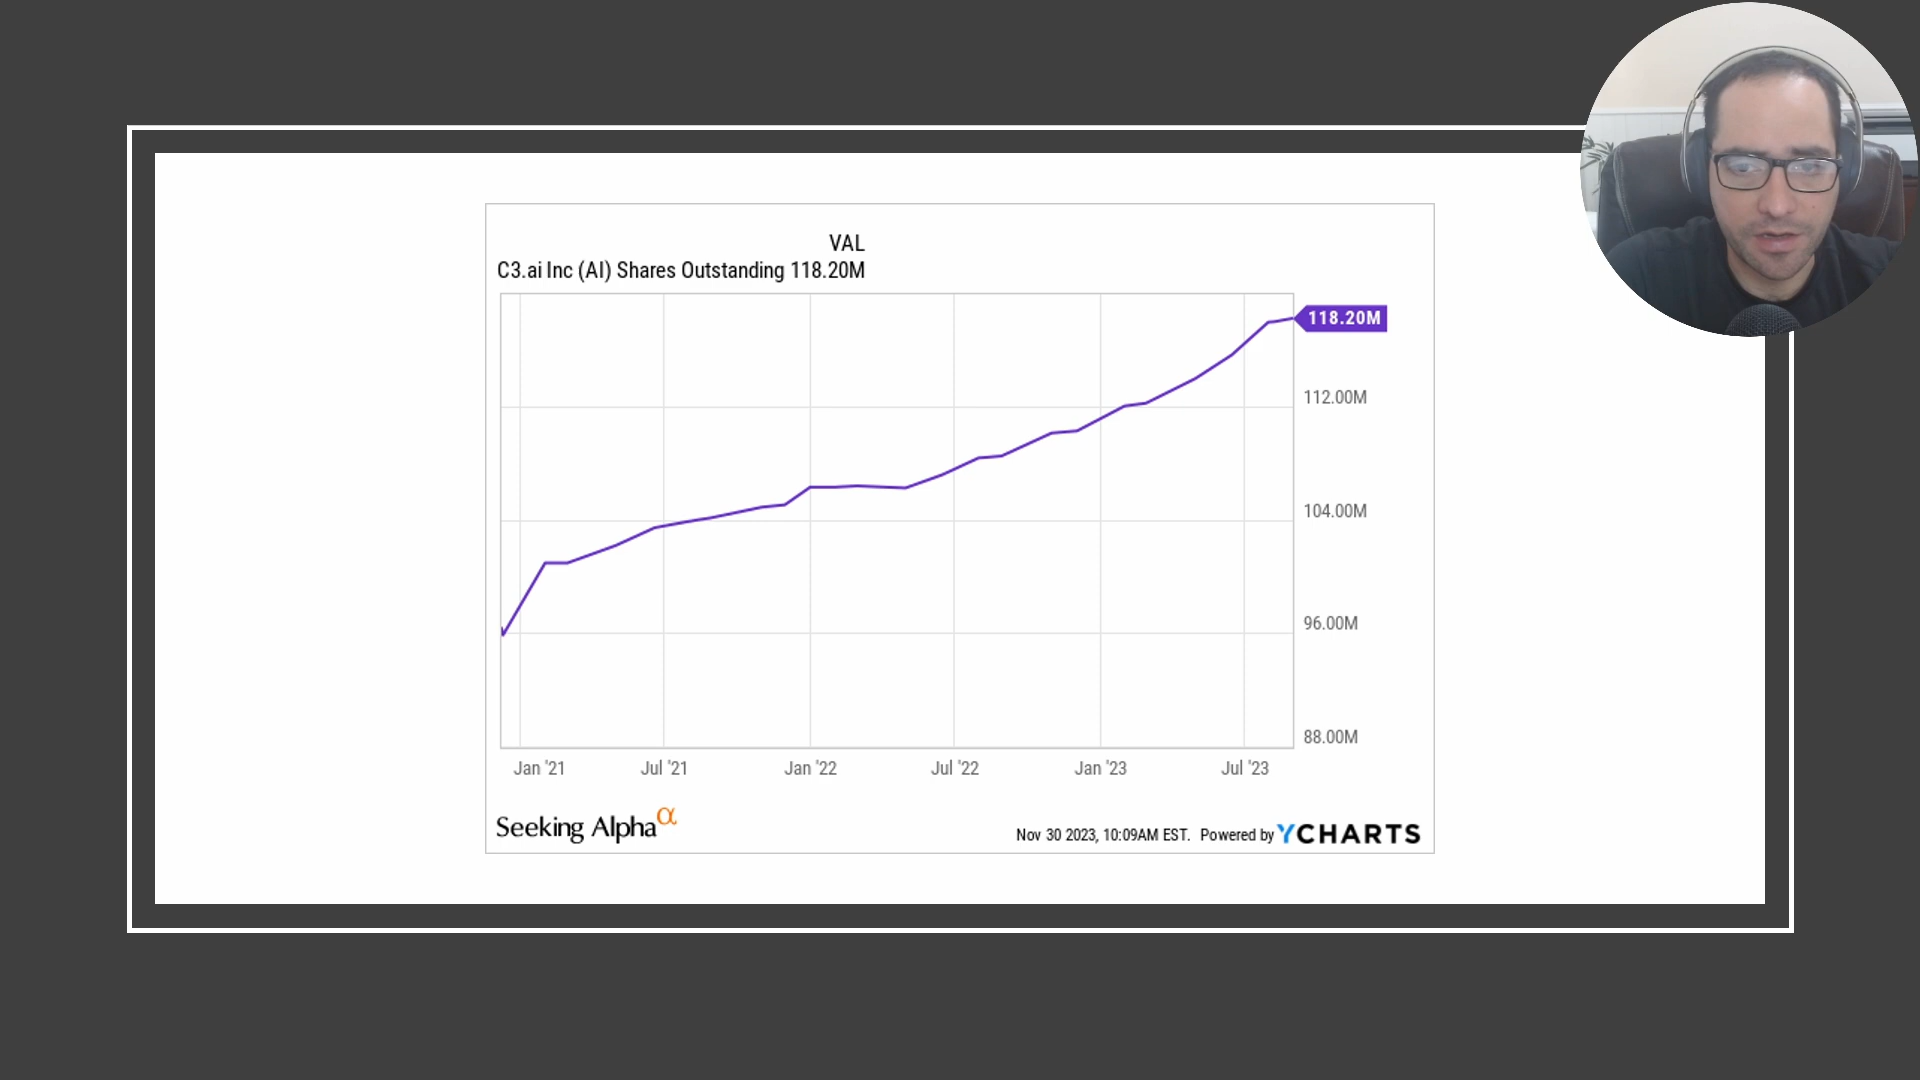 VAL
C3.ai Inc (AI) Shares Outstanding 118.20M
118.20M
112.00M
104.00M
96.00M
88.00M
Jan '21 Jul '21 Jan '22 Jul '22 Jan '23 Jul '23
Seeking Alpha α
Nov 30 2023, 10:09AM EST. Powered by YCHARTS